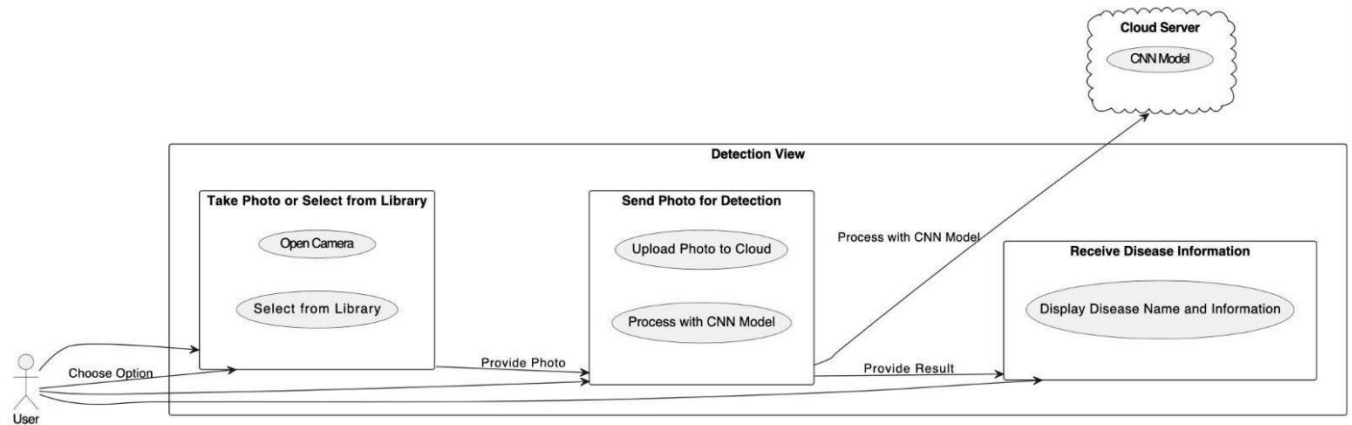 Cloud Server
CNN Model
Detection View
Take Photo or Select from Library
Open Camera
Select from Library
Send Photo for Detection
Upload Photo to Cloud
Process with CNN Model
Process with CNN Model
Receive Disease Information
Display Disease Name and Information
Choose Option
Provide Photo
Provide Result
User